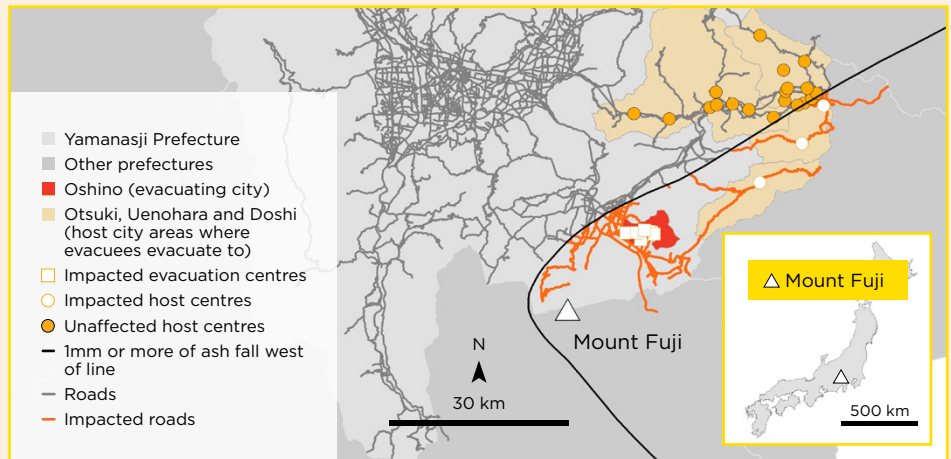 Yamanasji Prefecture
Other prefectures
Oshino (evacuating city)
Otsuki, Uenohara and Doshi
(host city areas where
evacuees evacuate to)
Impacted evacuation centres
Impacted host centres
Unaffected host centres
1mm or more of ash fall west
of line
Roads
Impacted roads
N
30 km
Mount Fuji
Mount Fuji
500 km